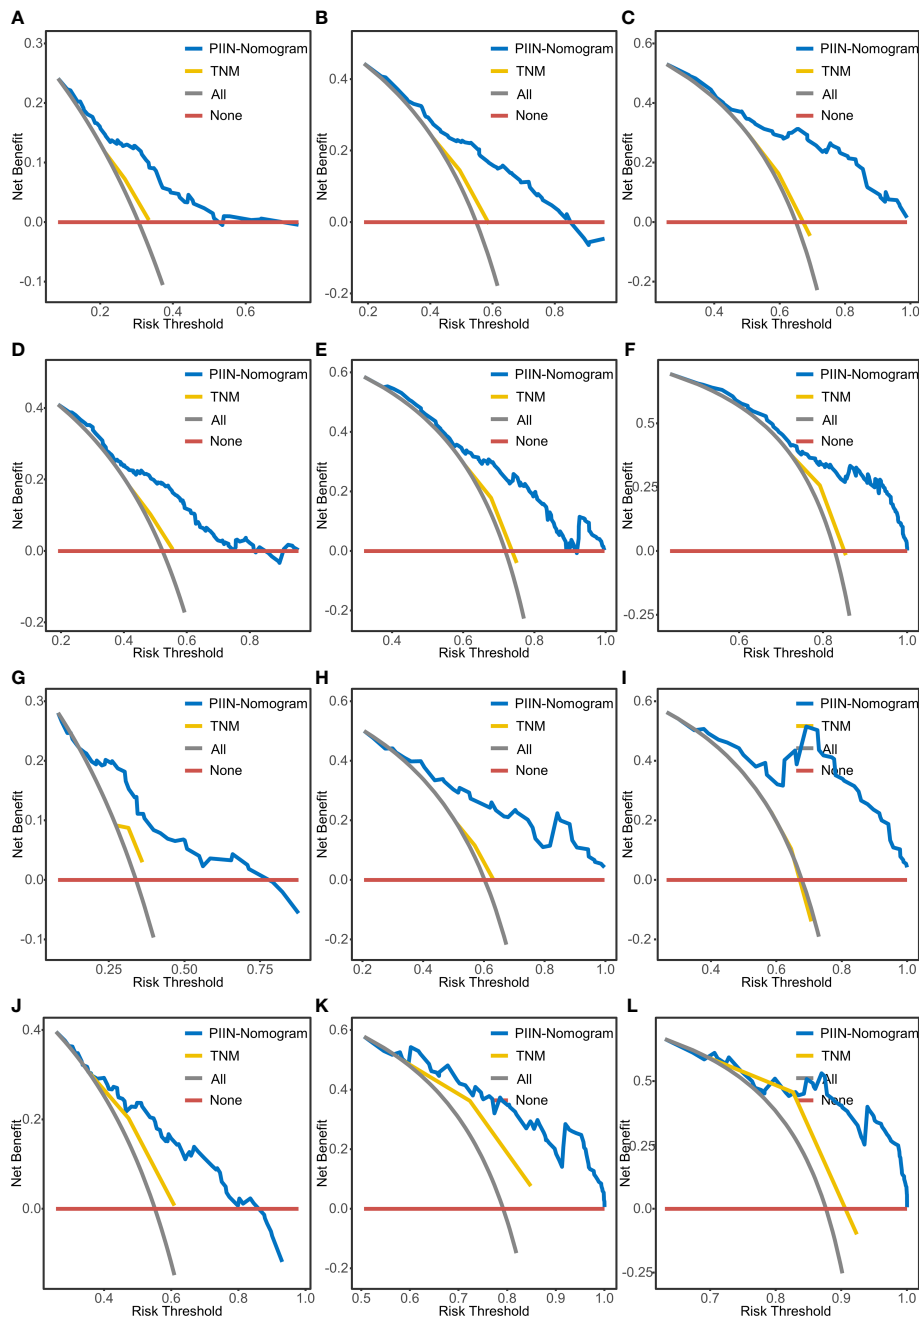 A
B
C
0.3
0.2
0.1
0.0
-0.1
Net Benefit
0.2
0.4
0.6
Risk Threshold
PIIN-Nomogram
TNM
All
None
0.4
0.2
0.0
-0.2
Net Benefit
0.2
0.4
0.6
0.8
Risk Threshold
PIIN-Nomogram
TNM
All
None
0.6
0.4
0.2
0.0
-0.2
Net Benefit
0.4
0.6
0.8
1.0
Risk Threshold
PIIN-Nomogram
TNM
All
None
D
E
F
0.4
0.2
0.0
-0.2
Net Benefit
0.2
0.4
0.6
0.8
Risk Threshold
PIIN-Nomogram
TNM
All
None
0.6
0.4
0.2
0.0
-0.2
Net Benefit
0.4
0.6
0.8
1.0
Risk Threshold
PIIN-Nomogram
TNM
All
None
0.5
0.25
0.0
-0.25
Net Benefit
0.6
0.8
1.0
Risk Threshold
PIIN-Nomogram
TNM
All
None
G
H
I
0.3
0.2
0.1
0.0
-0.1
Net Benefit
0.25
0.50
0.75
Risk Threshold
PIIN-Nomogram
TNM
All
None
0.6
0.4
0.2
0.0
-0.2
Net Benefit
0.2
0.4
0.6
0.8
1.0
Risk Threshold
PIIN-Nomogram
TNM
All
None
0.6
0.4
0.2
0.0
-0.2
Net Benefit
0.4
0.6
0.8
1.0
Risk Threshold
PIIN-Nomogram
TNM
All
None
J
K
L
0.4
0.2
0.0
Net Benefit
0.4
0.6
0.8
1.0
Risk Threshold
PIIN-Nomogram
TNM
All
None
0.6
0.4
0.2
0.0
-0.2
Net Benefit
0.5
0.6
0.7
0.8
0.9
1.0
Risk Threshold
PIIN-Nomogram
TNM
All
None
0.5
0.25
0.0
-0.25
Net Benefit
0.7
0.8
0.9
1.0
Risk Threshold
PIIN-Nomogram
TNM
All
None